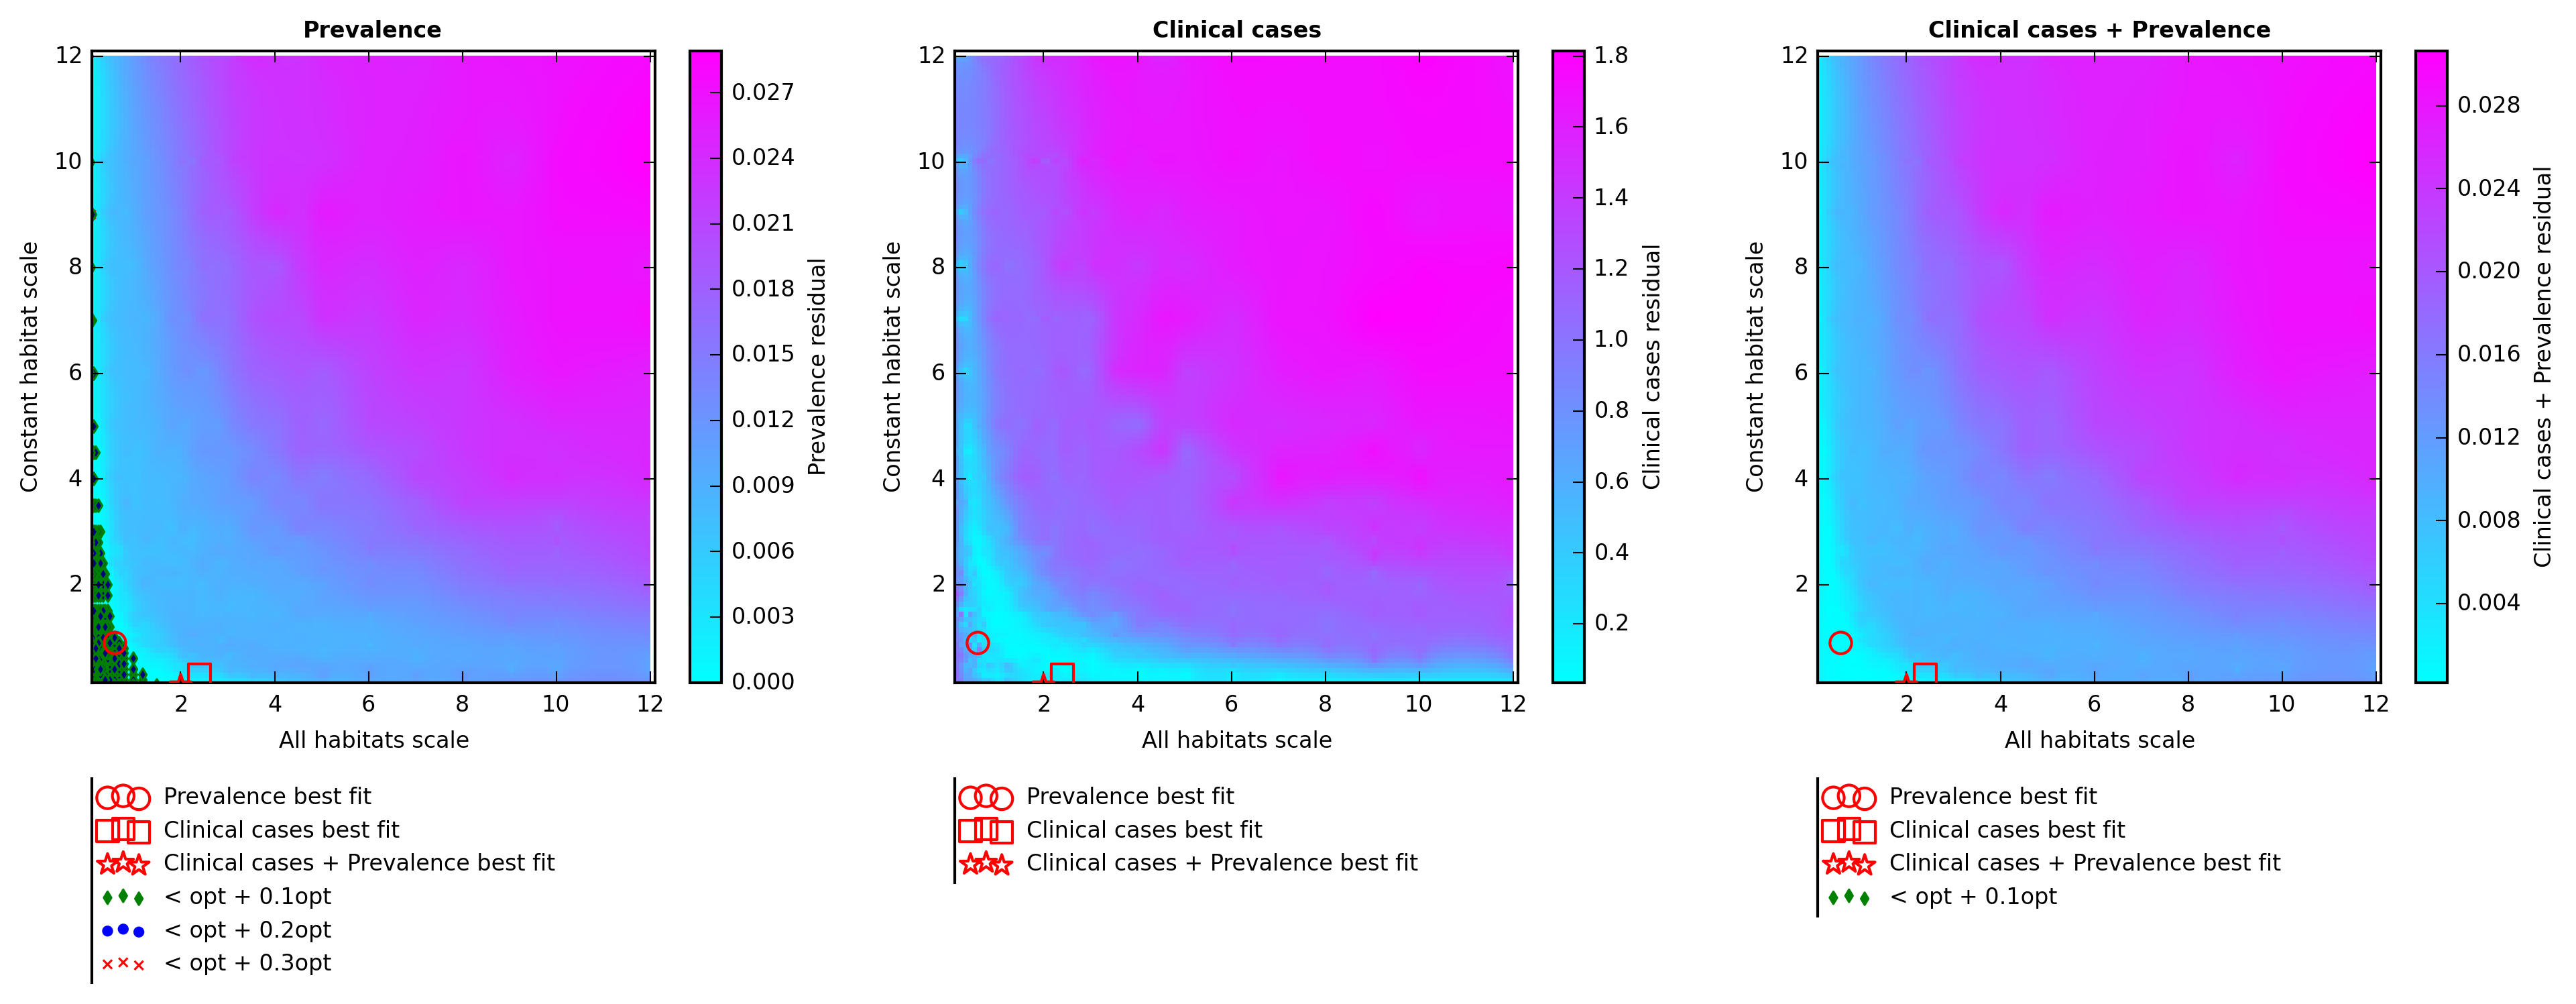 Prevalence
12
10
8
6
4
2
2 4 6 8 10 12
Constant habitat scale
All habitats scale
0.027
0.024
0.021
0.018
0.015
0.012
0.009
0.006
0.003
0.000
Prevalence residual
Prevalence best fit
Clinical cases best fit
Clinical cases + Prevalence best fit
< opt + 0.1opt
< opt + 0.2opt
< opt + 0.3opt
Clinical cases
12
10
8
6
4
2
2 4 6 8 10 12
Constant habitat scale
All habitats scale
1.8
1.6
1.4
1.2
1.0
0.8
0.6
0.4
0.2
Clinical cases residual
Prevalence best fit
Clinical cases best fit
Clinical cases + Prevalence best fit
Clinical cases + Prevalence
12
10
8
6
4
2
2 4 6 8 10 12
Constant habitat scale
All habitats scale
0.028
0.024
0.020
0.016
0.012
0.008
0.004
Clinical cases + Prevalence residual
Prevalence best fit
Clinical cases best fit
Clinical cases + Prevalence best fit
< opt + 0.1opt